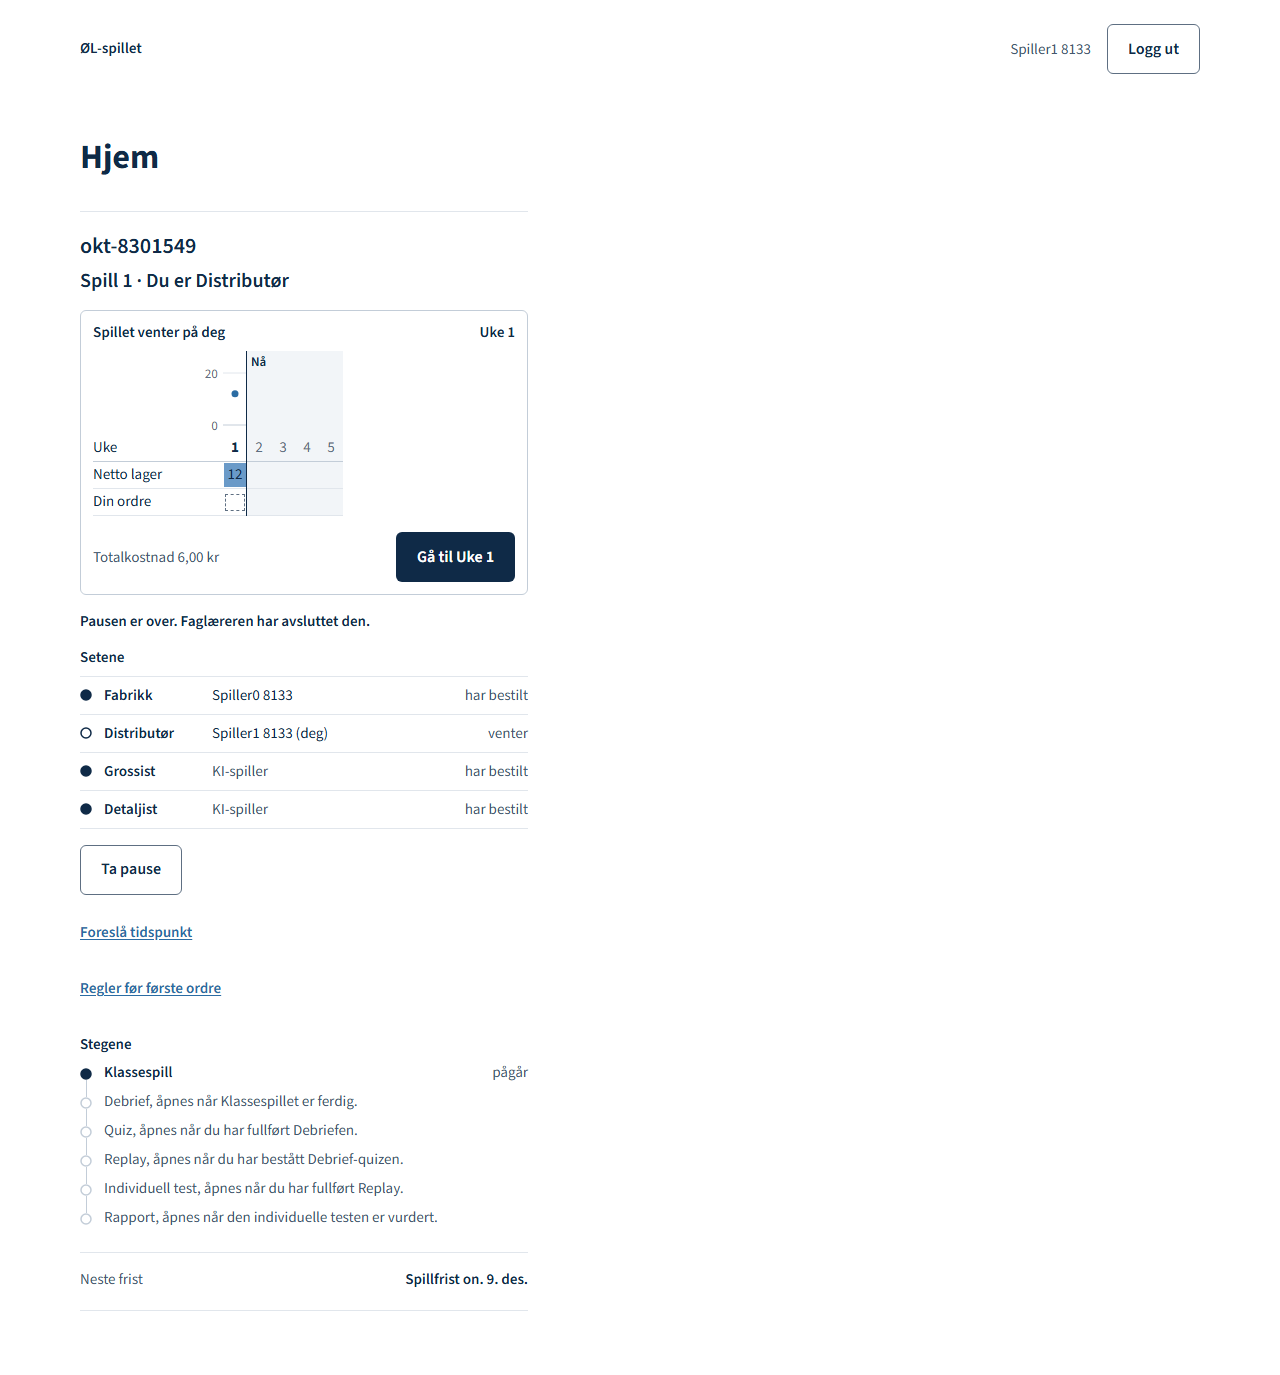 ØL-spillet
Spiller1 8133
Logg ut
Hjem
okt-8301549
Spill 1 · Du er Distributør
Spillet venter på deg
Uke 1
Nå
20
0
Uke 1 2 3 4 5
Netto lager 12
Din ordre
Totalkostnad 6,00 kr
Gå til Uke 1
Pausen er over. Faglæreren har avsluttet den.
Setene
Fabrikk Spiller0 8133 har bestilt
Distributør Spiller1 8133 (deg) venter
Grossist KI-spiller har bestilt
Detaljist KI-spiller har bestilt
Ta pause
Foreslå tidspunkt
Regler før første ordre
Stegene
Klassespill pågår
Debrief, åpnes når Klassespillet er ferdig.
Quiz, åpnes når du har fullført Debriefen.
Replay, åpnes når du har bestått Debrief-quizen.
Individuell test, åpnes når du har fullført Replay.
Rapport, åpnes når den individuelle testen er vurdert.
Neste frist Spillfrist on. 9. des.